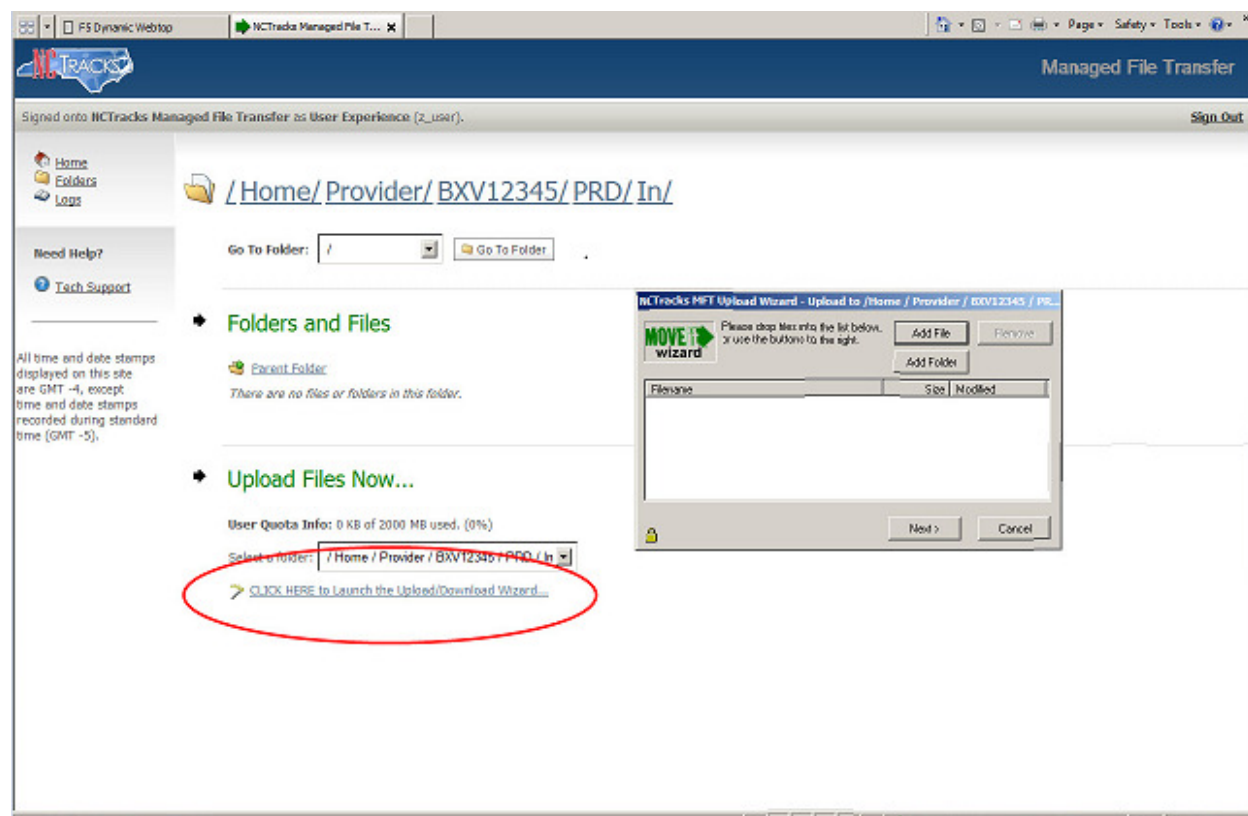 F5 Dynamic Webtop
NCTracks Managed File T...
Page
Safety
Tools
NCTRACKS
Managed File Transfer
Signed onto NCTracks Managed File Transfer as User Experience (z_user).
Sign Out
Home
Folders
Logs
/Home/Provider/BXV12345/PRD/In/
Need Help?
Tech Support
Go To Folder: /
Go To Folder
All time and date stamps
displayed on this site
are GMT -4, except
time and date stamps
recorded during standard
time (GMT -5).
Folders and Files
Parent Folder
There are no files or folders in this folder.
Upload Files Now...
User Quota Info: 0 KB of 2000 MB used. (0%)
Select a folder: / Home / Provider / BXV12345 / PRD / In
CLICK HERE to Launch the Upload/Download Wizard...
NCTracks MFT Upload Wizard - Upload to /Home / Provider / BXV12345 / PR...
MOVEit
wizard
Please drop files into the list below,
or use the buttons to the right.
Add File
Remove
Add Folder
Filename
Size
Modified
Next >
Cancel